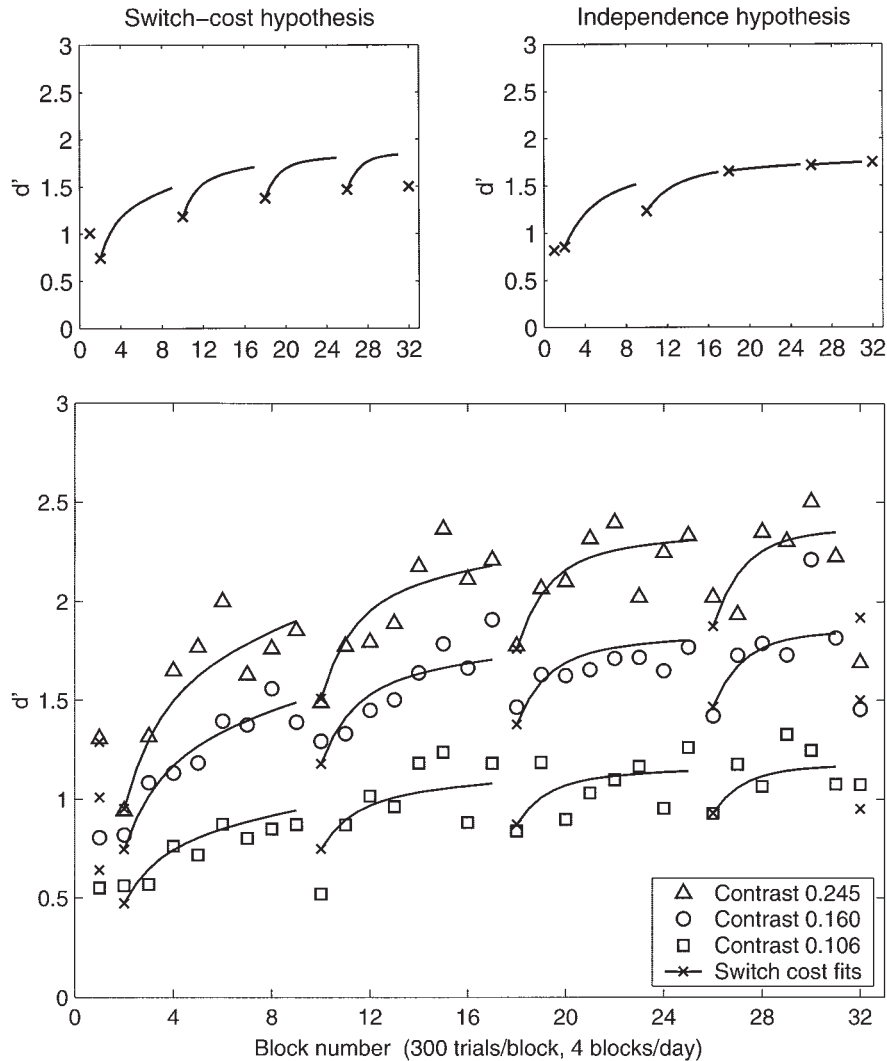 Switch-cost hypothesis
Independence hypothesis
3
2.5
2
1.5
1
0.5
0
d'
0 4 8 12 16 20 24 28 32
3
2.5
2
1.5
1
0.5
0
d'
0 4 8 12 16 20 24 28 32
3
2.5
2
1.5
1
0.5
0
d'
0 4 8 12 16 20 24 28 32
Contrast 0.245
Contrast 0.160
Contrast 0.106
Switch cost fits
Block number (300 trials/block, 4 blocks/day)